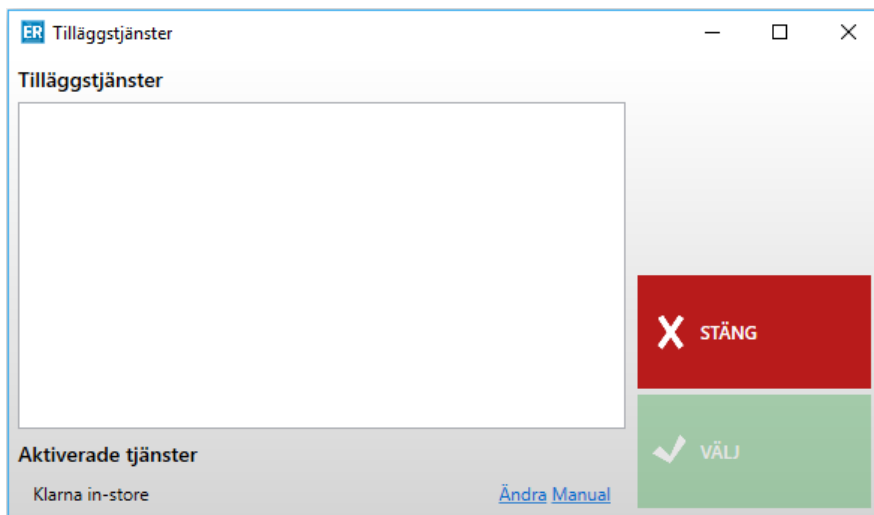 ER Tilläggstjänster
Tilläggstjänster
STÄNG
VÄLJ
Aktiverade tjänster
Klarna in-store Ändra Manual